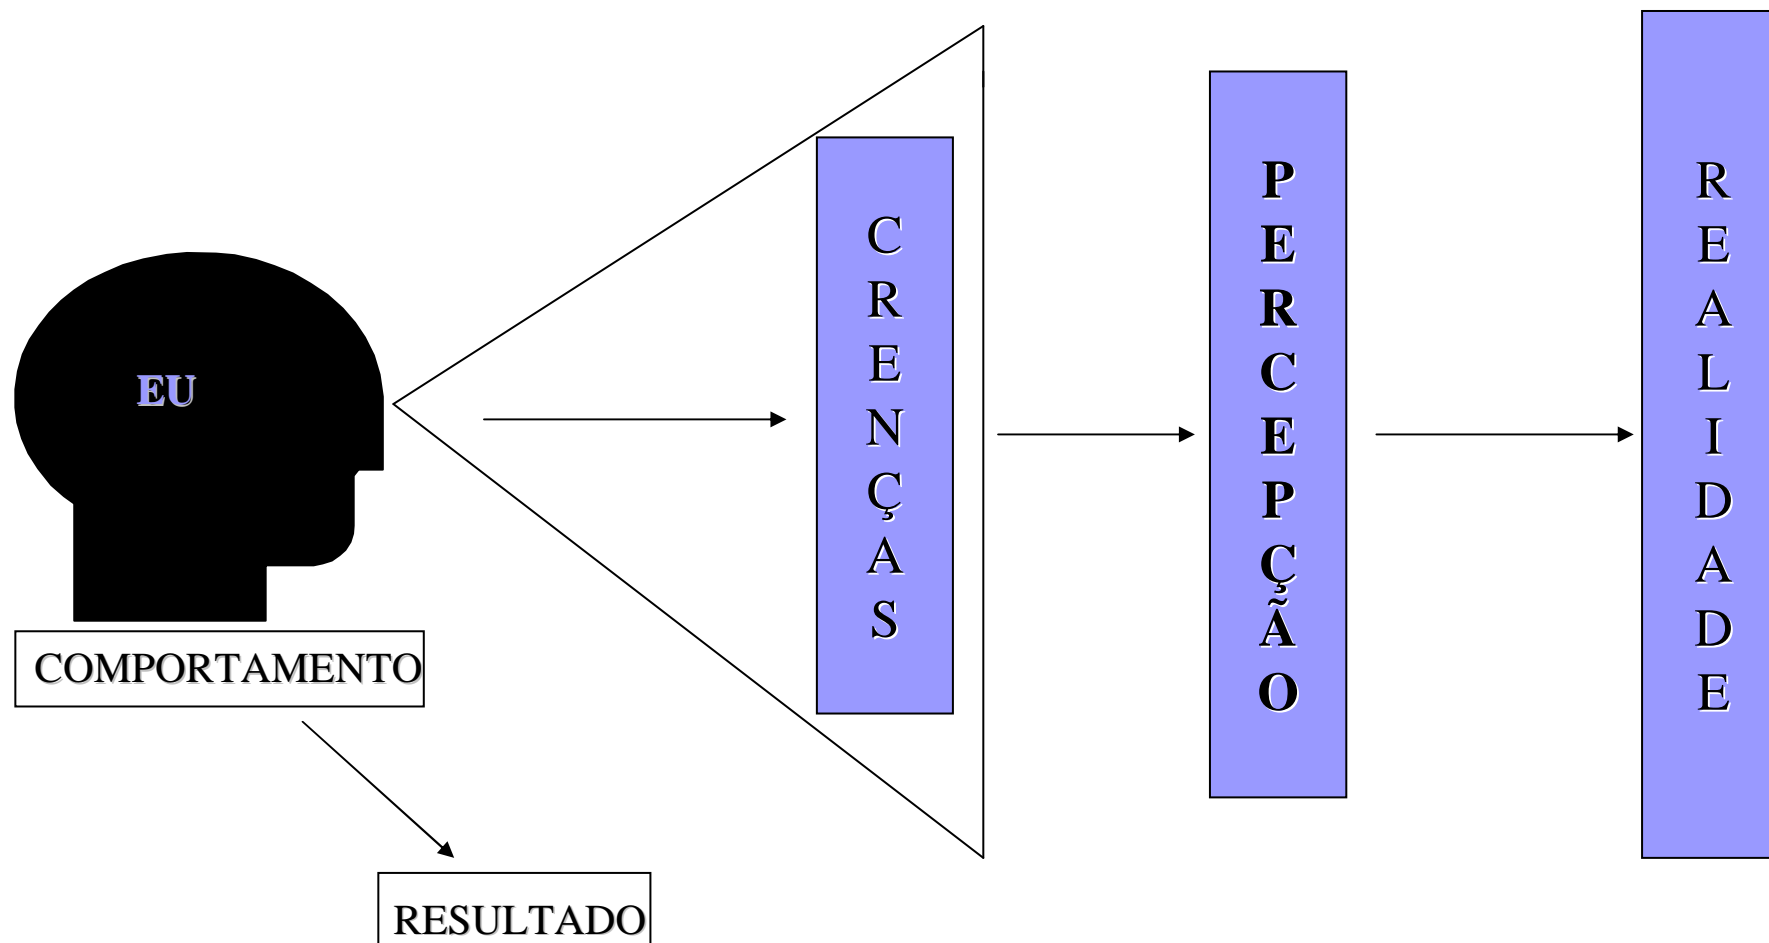 EU
COMPORTAMENTO
RESULTADO
CRENÇAS
PERCEPÇÃO
REALIDADE